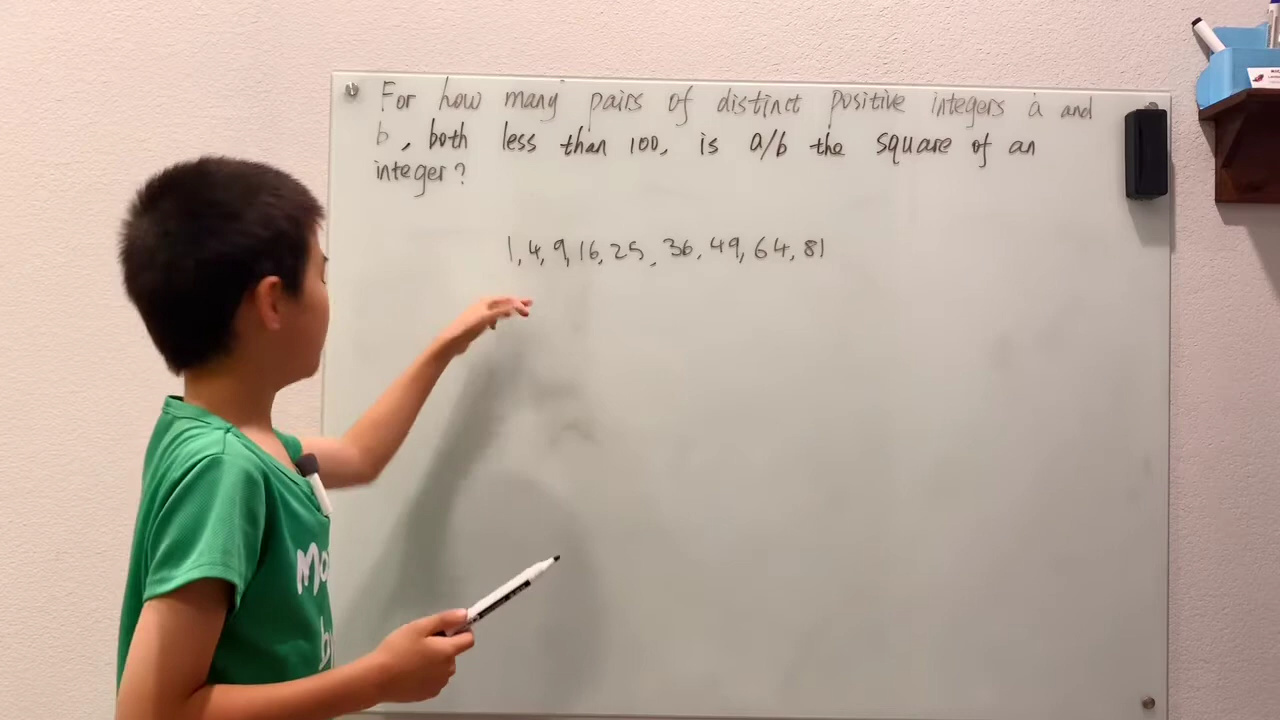 For how many pairs of distinct positive integers a and
b, both less than 100, is a/b the square of an
integer?
1, 4, 9, 16, 25, 36, 49, 64, 81